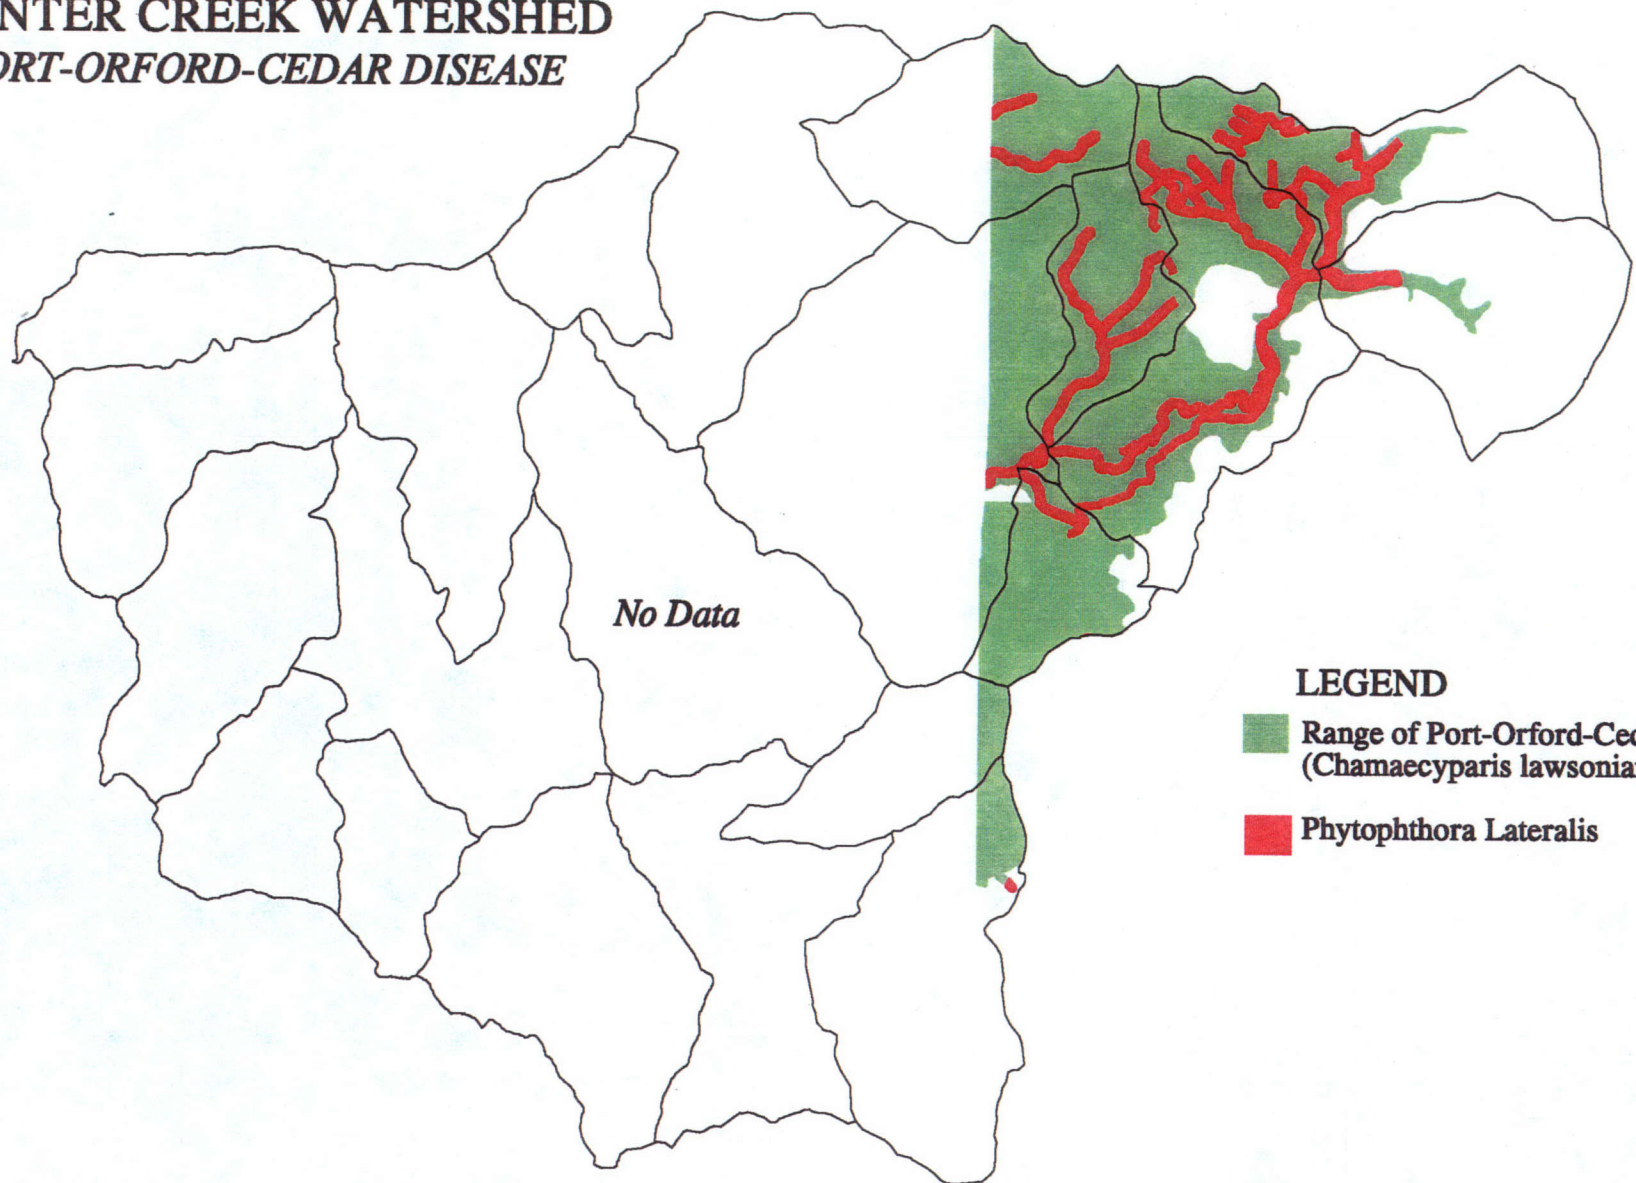 NTER CREEK WATERSHED
ORT-ORFORD-CEDAR DISEASE
No Data
LEGEND
Range of Port-Orford-Ced
(Chamaecyparis lawsonia
Phytophthora Lateralis